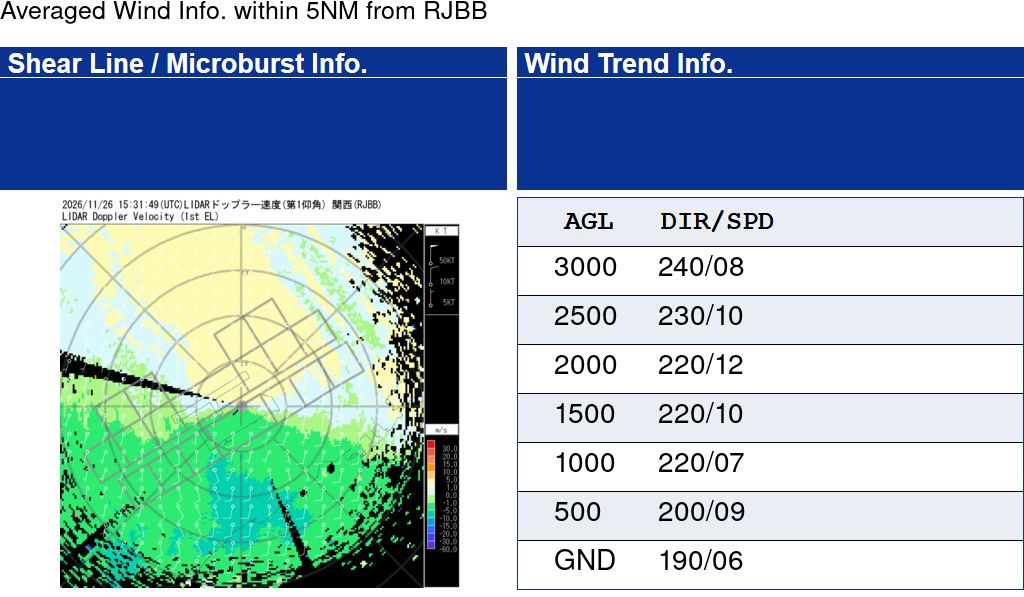 Averaged Wind Info. within 5NM from RJBB
Shear Line / Microburst Info.
Wind Trend Info.
2026/11/26 15:31:49(UTC)LIDARドップラー速度(第1仰角) 関西(RJBB)
LIDAR Doppler Velocity (1st EL)
KT
50KT
10KT
5KT
m/s
30.0
20.0
15.0
10.0
5.0
1.0
0.0
-1.0
-5.0
-10.0
-15.0
-20.0
-30.0
-60.0
AGL DIR/SPD
3000 240/08
2500 230/10
2000 220/12
1500 220/10
1000 220/07
500 200/09
GND 190/06